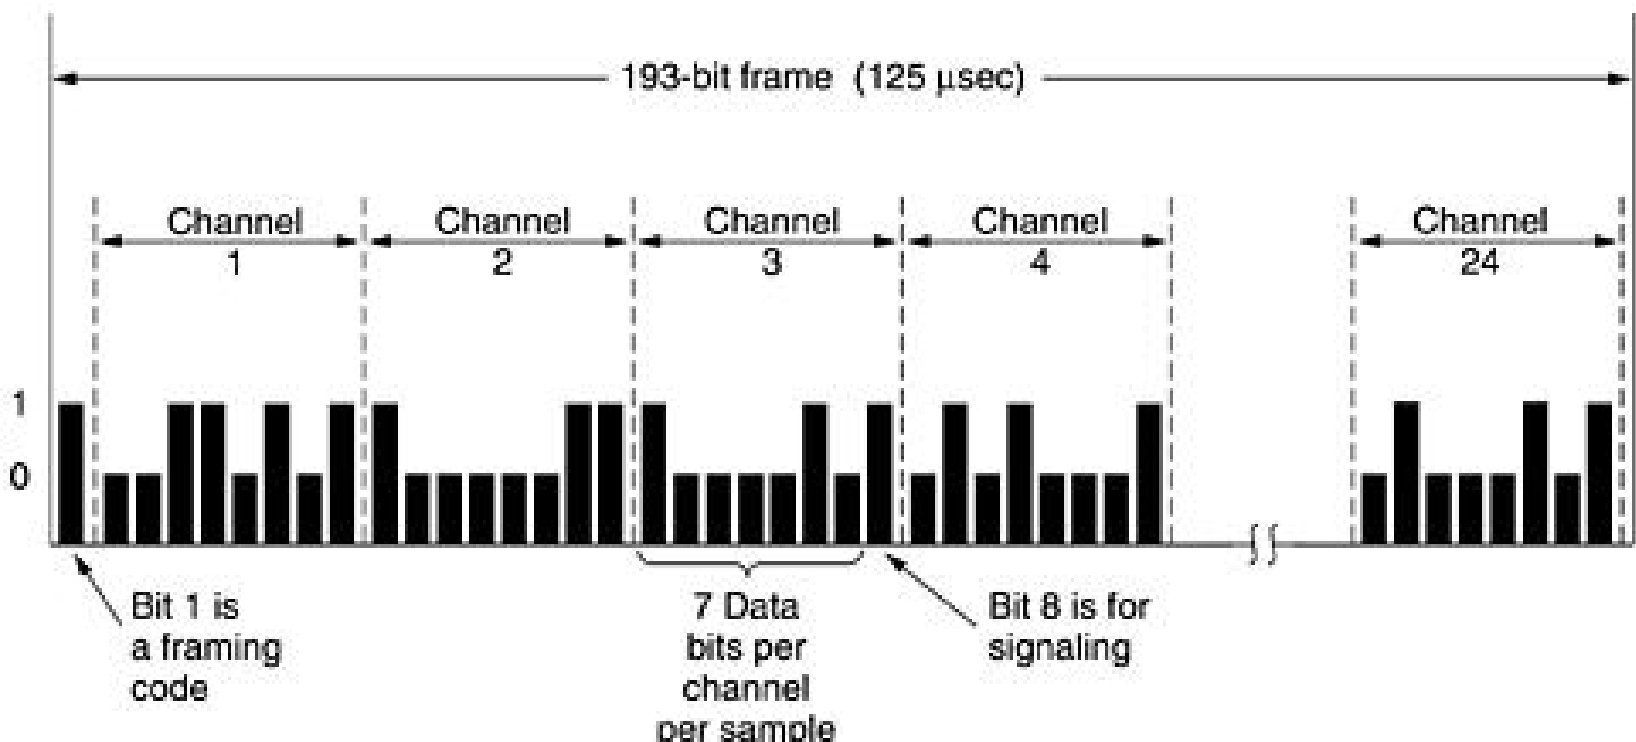 193-bit frame (125 μsec)
Channel
1
Channel
2
Channel
3
Channel
4
Channel
24
1
0
Bit 1 is
a framing
code
7 Data
bits per
channel
per sample
Bit 8 is for
signaling